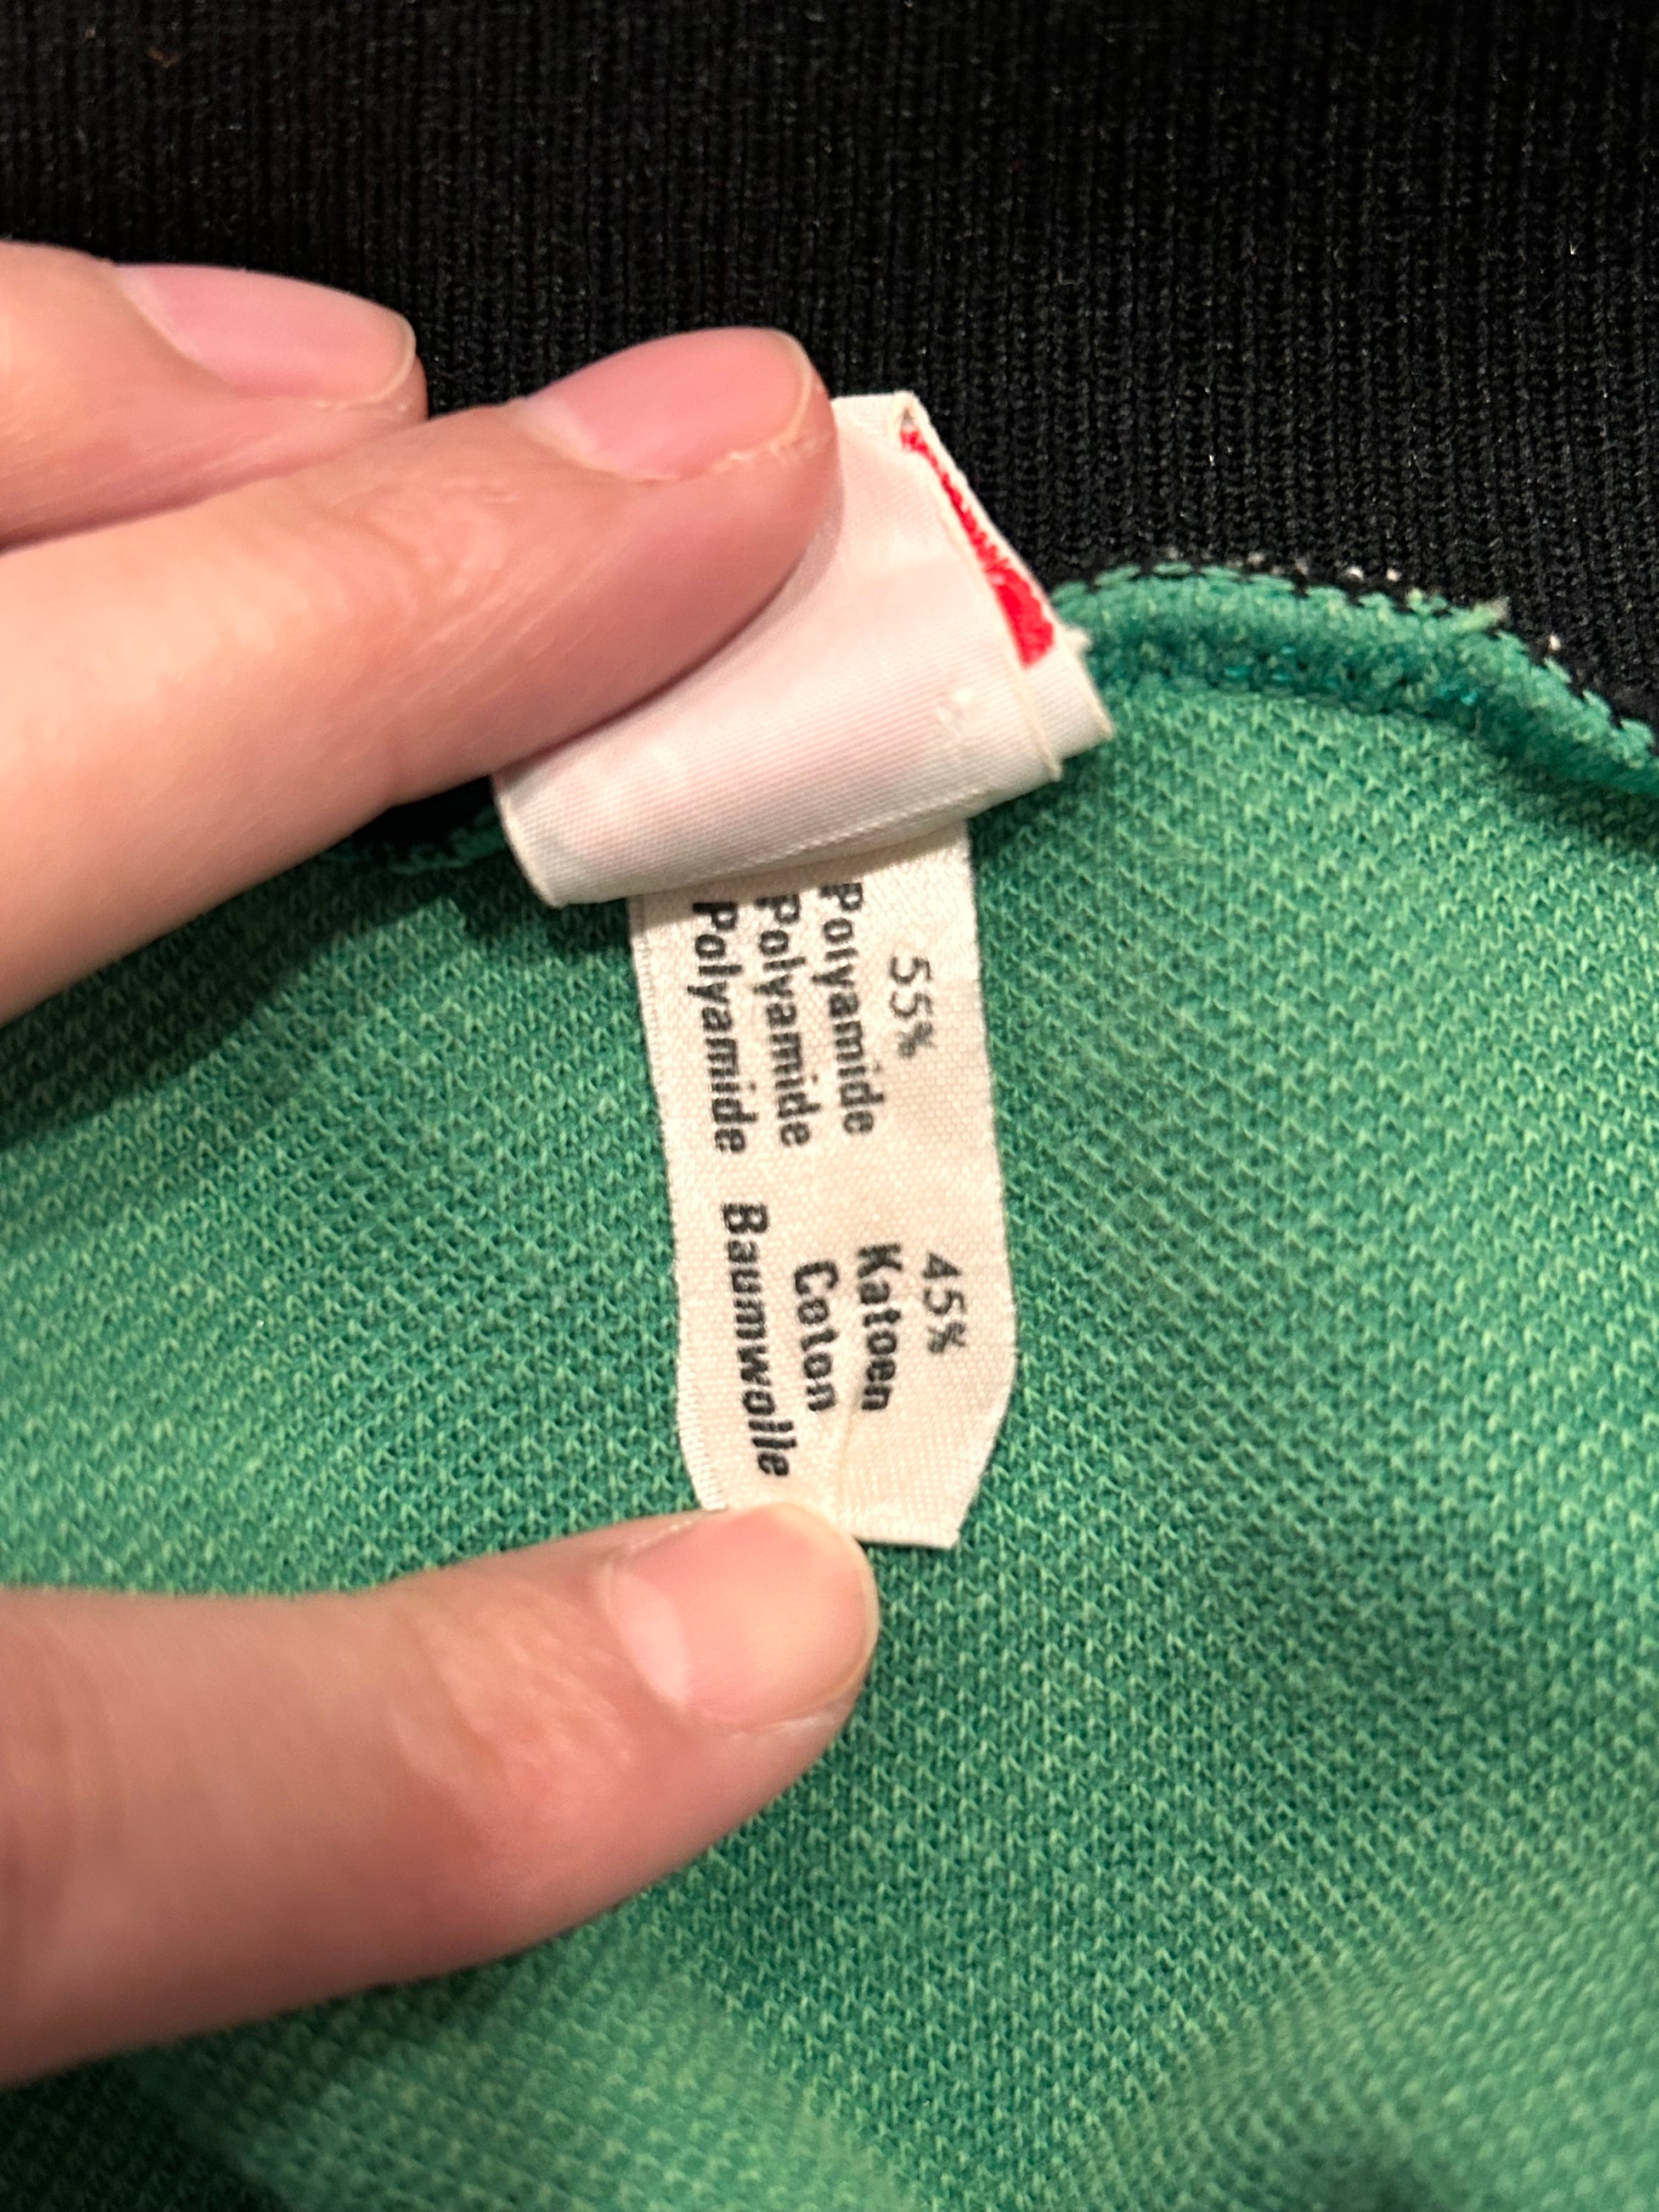 55% 45%
Polyamide Katoen
Polyamide Coton
Polyamide Baumwolle